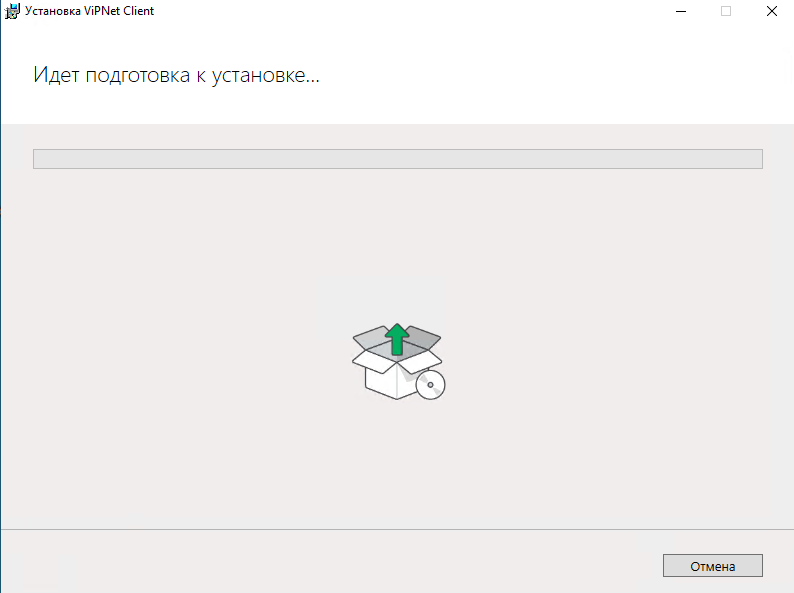 Установка ViPNet Client
Идет подготовка к установке...
Отмена